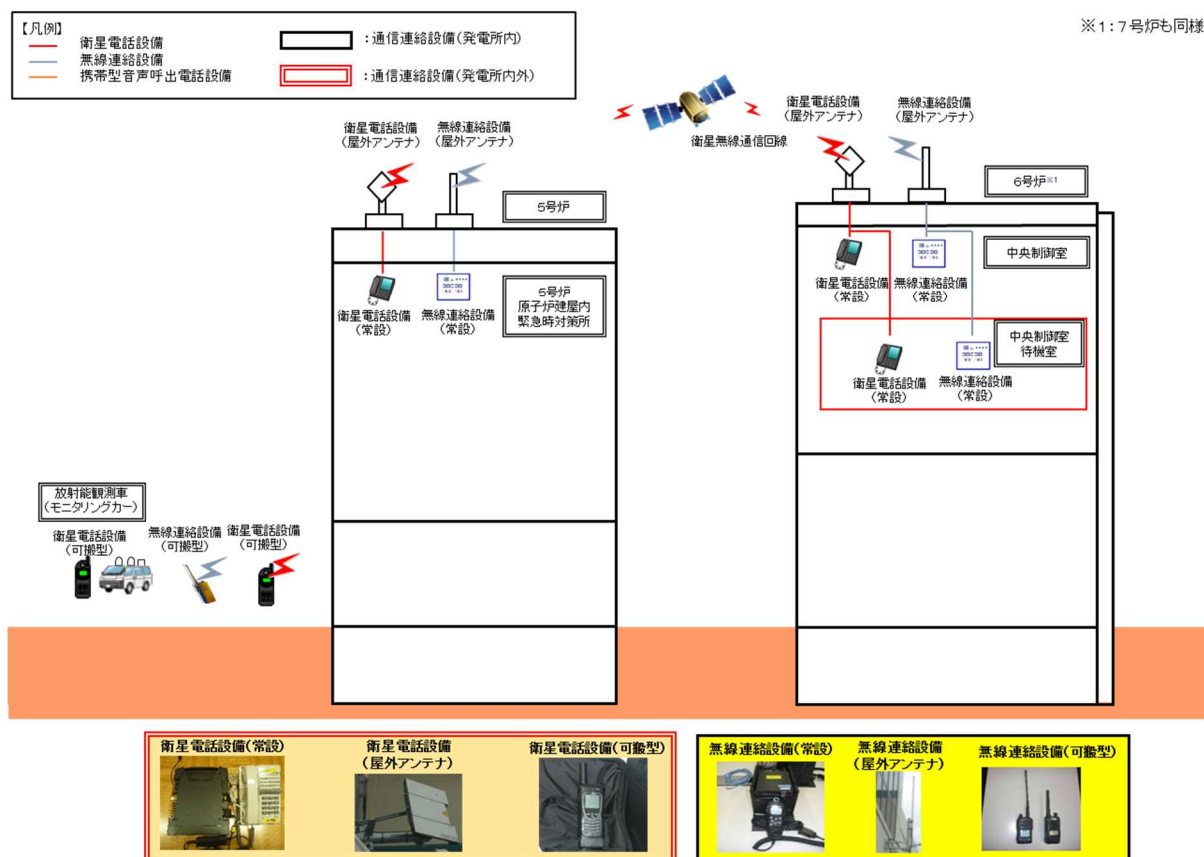 【凡例】
衛星電話設備
無線連絡設備
携帯型音声呼出電話設備
:通信連絡設備(発電所内)
:通信連絡設備(発電所内外)
※1:7号炉も同様
衛星電話設備
(屋外アンテナ)
無線連絡設備
(屋外アンテナ)
衛星無線通信回線
衛星電話設備
(屋外アンテナ)
無線連絡設備
(屋外アンテナ)
5号炉
6号炉※1
衛星電話設備
(常設)
無線連絡設備
(常設)
5号炉
原子炉建屋内
緊急時対策所
衛星電話設備
(常設)
無線連絡設備
(常設)
中央制御室
中央制御室
待機室
衛星電話設備
(常設)
無線連絡設備
(常設)
放射能観測車
(モニタリングカー)
衛星電話設備
(可搬型)
無線連絡設備
(可搬型)
衛星電話設備
(可搬型)
衛星電話設備(常設)
衛星電話設備
(屋外アンテナ)
衛星電話設備(可搬型)
無線連絡設備(常設)
無線連絡設備
(屋外アンテナ)
無線連絡設備(可搬型)